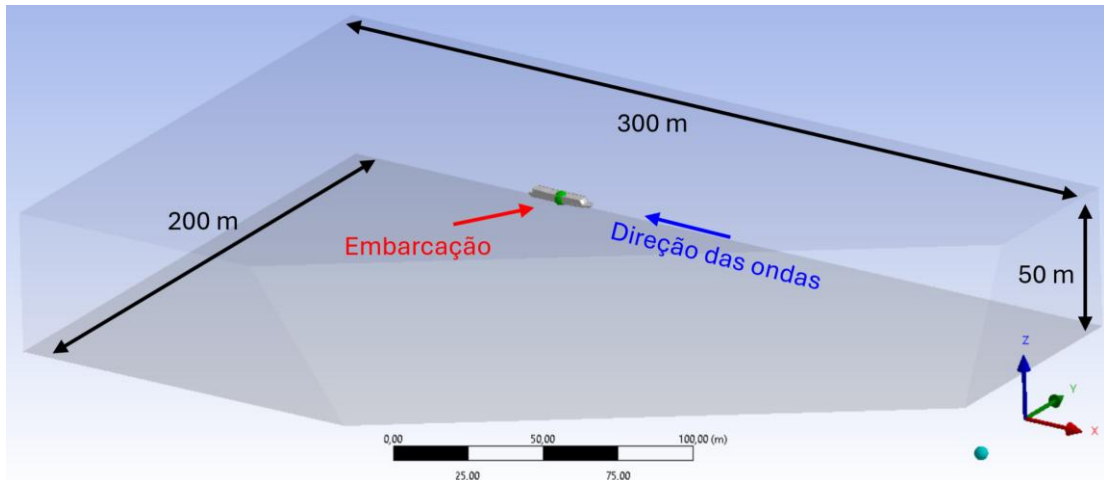 300 m
200 m
Embarcação
Direção das ondas
50 m
Z
Y
X
0,00 50,00 100,00 (m)
25,00 75,00